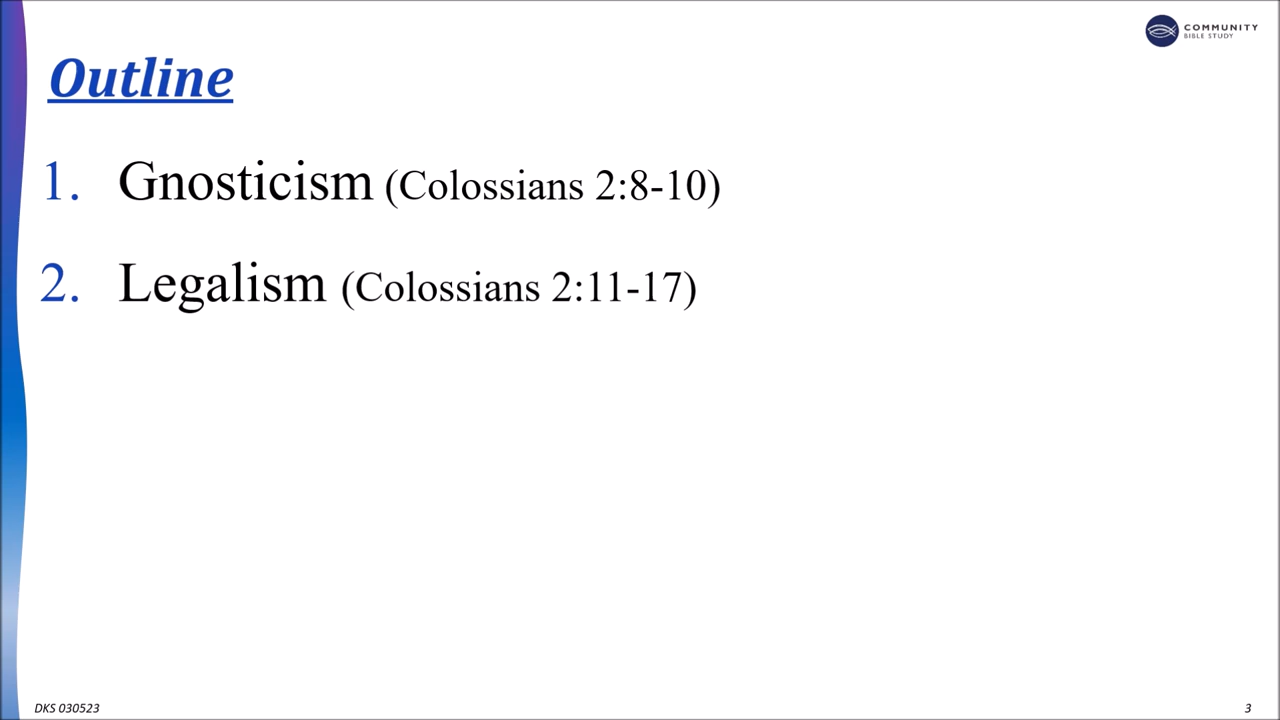 COMMUNITY
BIBLE STUDY
Outline
1. Gnosticism (Colossians 2:8-10)
2. Legalism (Colossians 2:11-17)
DKS 030523
3